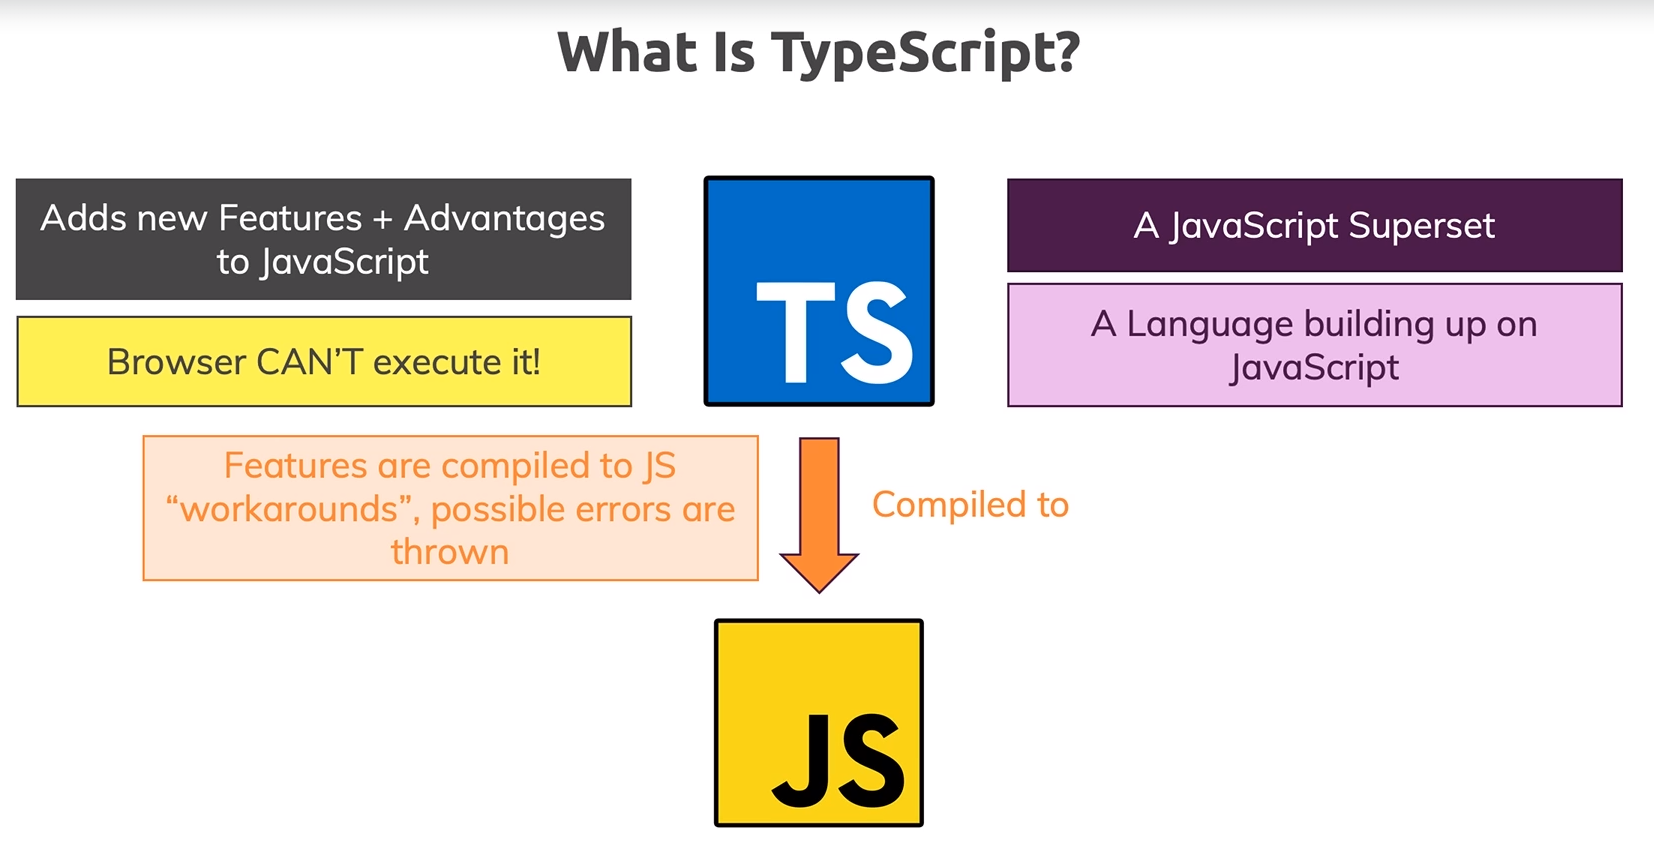 What Is TypeScript?
Adds new Features + Advantages
to JavaScript
Browser CAN’T execute it!
TS
A JavaScript Superset
A Language building up on
JavaScript
Features are compiled to JS
“workarounds”, possible errors are
thrown
Compiled to
JS